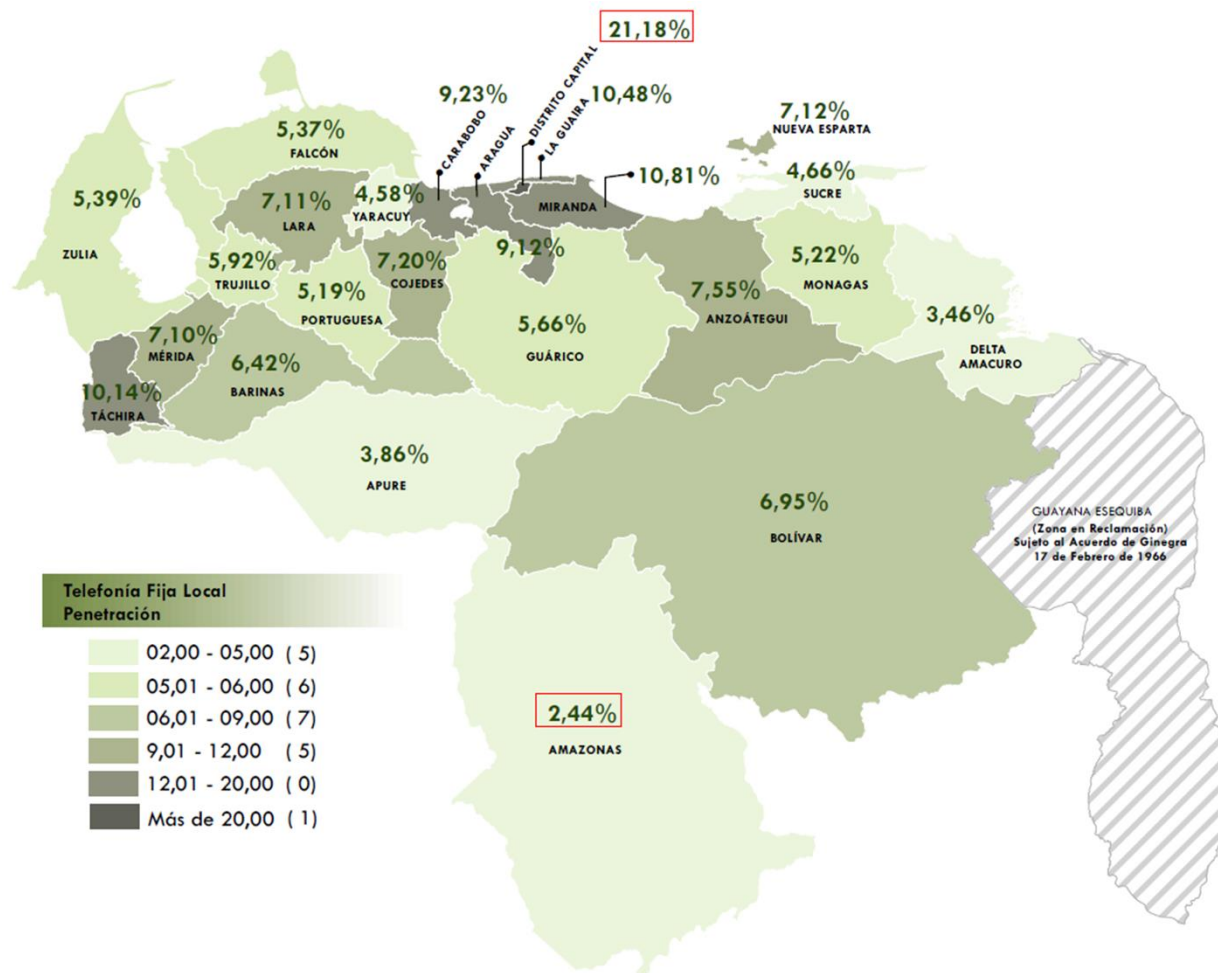 21,18%
DISTRITO CAPITAL
9,23%
CARABOBO
ARAGUA
LA GUAIRA
10,48%
7,12%
NUEVA ESPARTA
5,37%
FALCÓN
4,58%
YARACUY
10,81%
MIRANDA
4,66%
SUCRE
5,39%
ZULIA
7,11%
LARA
9,12%
5,92%
TRUJILLO
7,20%
COJEDES
5,22%
MONAGAS
5,19%
PORTUGUESA
7,55%
ANZOÁTEGUI
3,46%
DELTA
AMACURO
7,10%
MÉRIDA
5,66%
GUÁRICO
6,42%
BARINAS
10,14%
TÁCHIRA
3,86%
APURE
6,95%
BOLÍVAR
GUAYANA ESEQUIBA
(Zona en Reclamación)
Sujeto al Acuerdo de Ginegra
17 de Febrero de 1966
Telefonía Fija Local
Penetración
02,00 - 05,00 ( 5)
05,01 - 06,00 ( 6)
06,01 - 09,00 ( 7)
9,01 - 12,00 ( 5)
12,01 - 20,00 ( 0)
Más de 20,00 ( 1)
2,44%
AMAZONAS